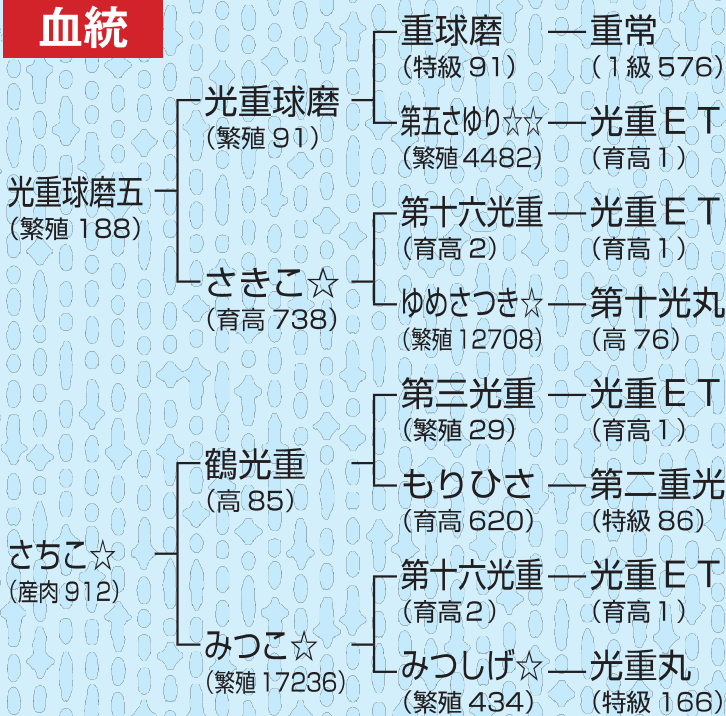 血統
光重球磨五
（繁殖 188）
光重球磨
（繁殖 91）
重球磨
（特級 91）
重常
（１級 576）
第五さゆり☆☆
（繁殖 4482）
光重ＥＴ
（育高 1）
さきこ☆
（育高 738）
第十六光重
（育高 2）
光重ＥＴ
（育高 1）
ゆめさつき☆
（繁殖 12708）
第十光丸
（高 76）
さちこ☆
（産肉 912）
鶴光重
（高 85）
第三光重
（繁殖 29）
光重ＥＴ
（育高 1）
もりひさ
（育高 620）
第二重光
（特級 86）
みつこ☆
（繁殖 17236）
第十六光重
（育高 2）
光重ＥＴ
（育高 1）
みつしげ☆
（繁殖 434）
光重丸
（特級 166）